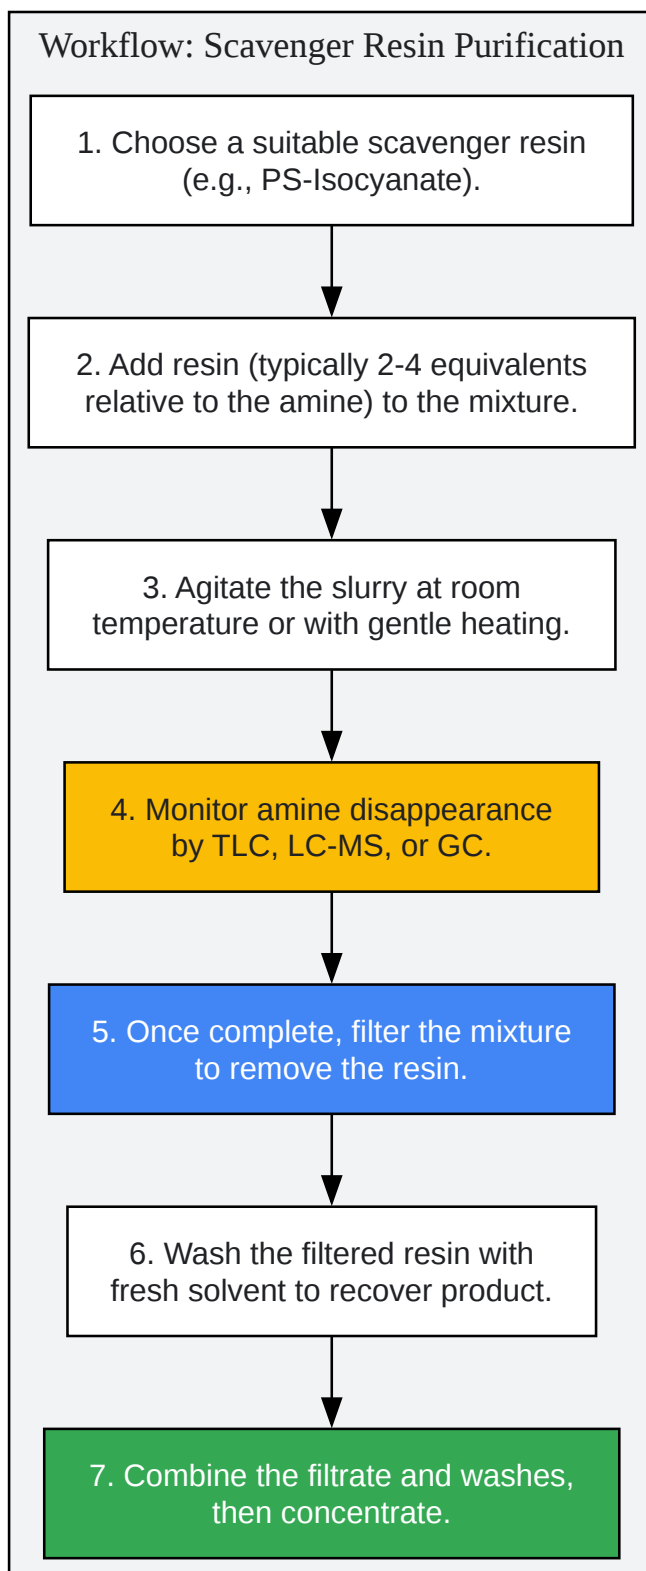 Workflow: Scavenger Resin Purification
1. Choose a suitable scavenger resin
(e.g., PS-Isocyanate).
2. Add resin (typically 2-4 equivalents
relative to the amine) to the mixture.
3. Agitate the slurry at room
temperature or with gentle heating.
4. Monitor amine disappearance
by TLC, LC-MS, or GC.
5. Once complete, filter the mixture
to remove the resin.
6. Wash the filtered resin with
fresh solvent to recover product.
7. Combine the filtrate and washes,
then concentrate.